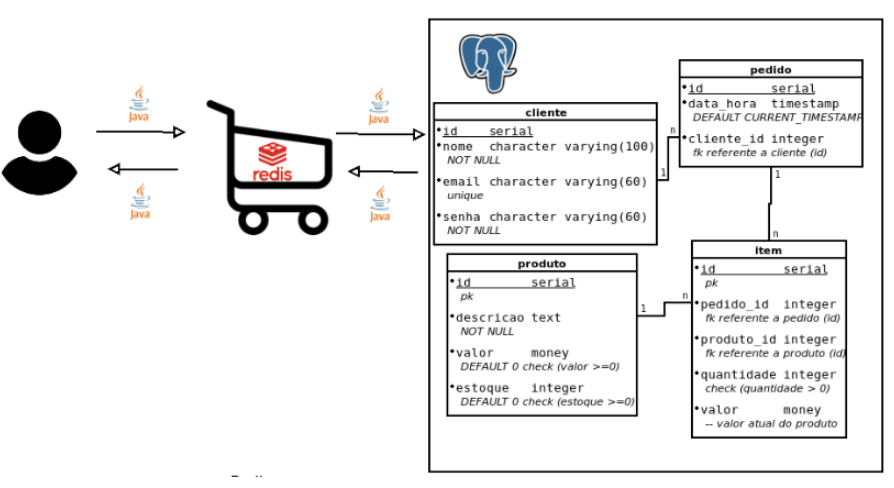 Java
Java
redis
Java
Java
cliente
id serial
nome character varying(100)
NOT NULL
email character varying(60)
unique
senha character varying(60)
NOT NULL
pedido
id serial
data_hora timestamp
DEFAULT CURRENT_TIMESTAMP
cliente_id integer
fk referente a cliente (id)
n
1
1
n
produto
id serial
pk
descricao text
NOT NULL
valor money
DEFAULT 0 check (valor >=0)
estoque integer
DEFAULT 0 check (estoque >=0)
1
n
item
id serial
pk
pedido_id integer
fk referente a pedido (id)
produto_id integer
fk referente a produto (id)
quantidade integer
check (quantidade > 0)
valor money
-- valor atual do produto